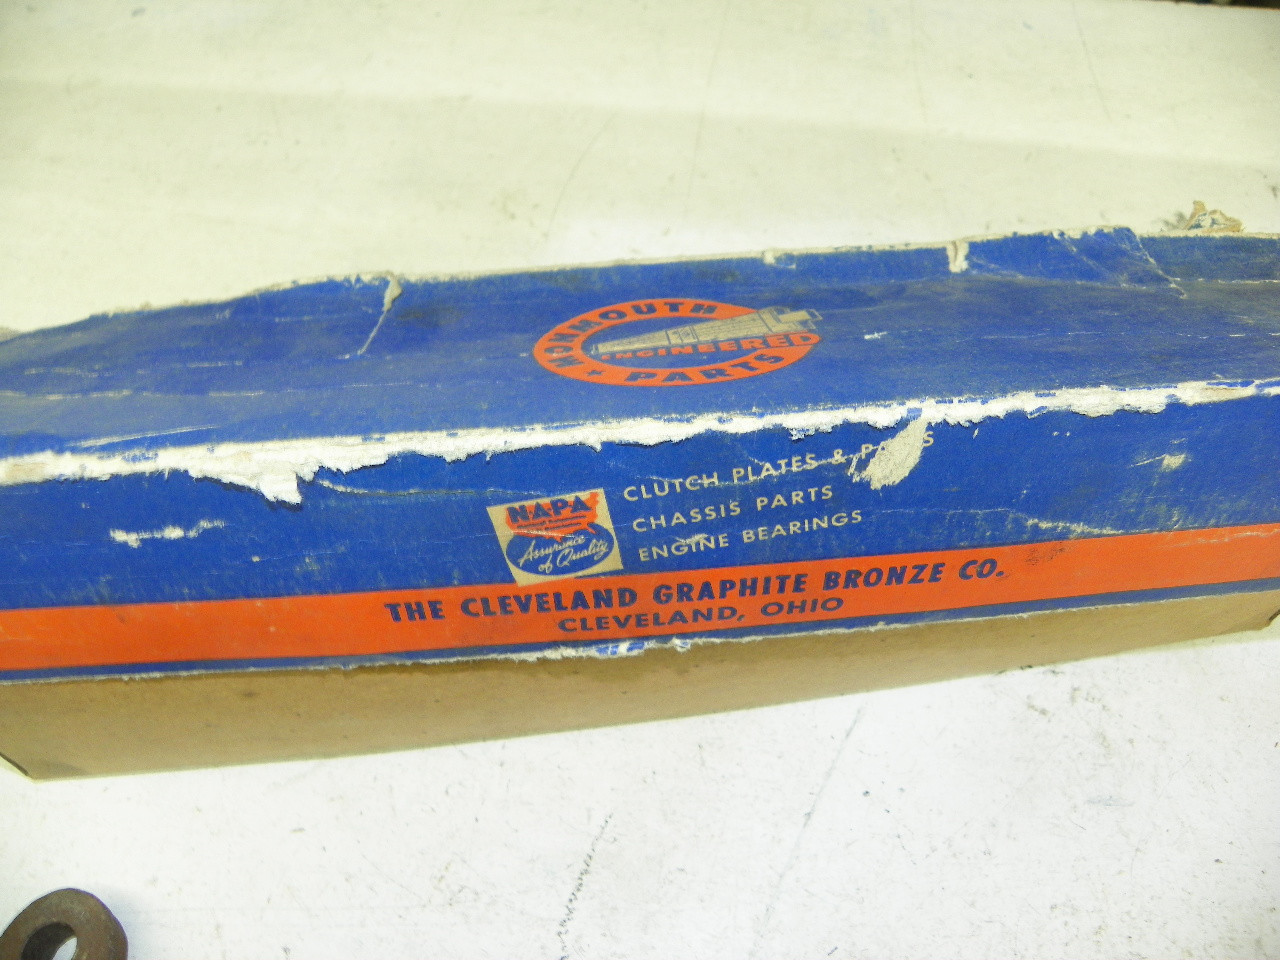 MONMOUTH
ENGINEERED
PARTS
NAPA
Assurance
of Quality
CLUTCH PLATES & PARTS
CHASSIS PARTS
ENGINE BEARINGS
THE CLEVELAND GRAPHITE BRONZE CO.
CLEVELAND, OHIO